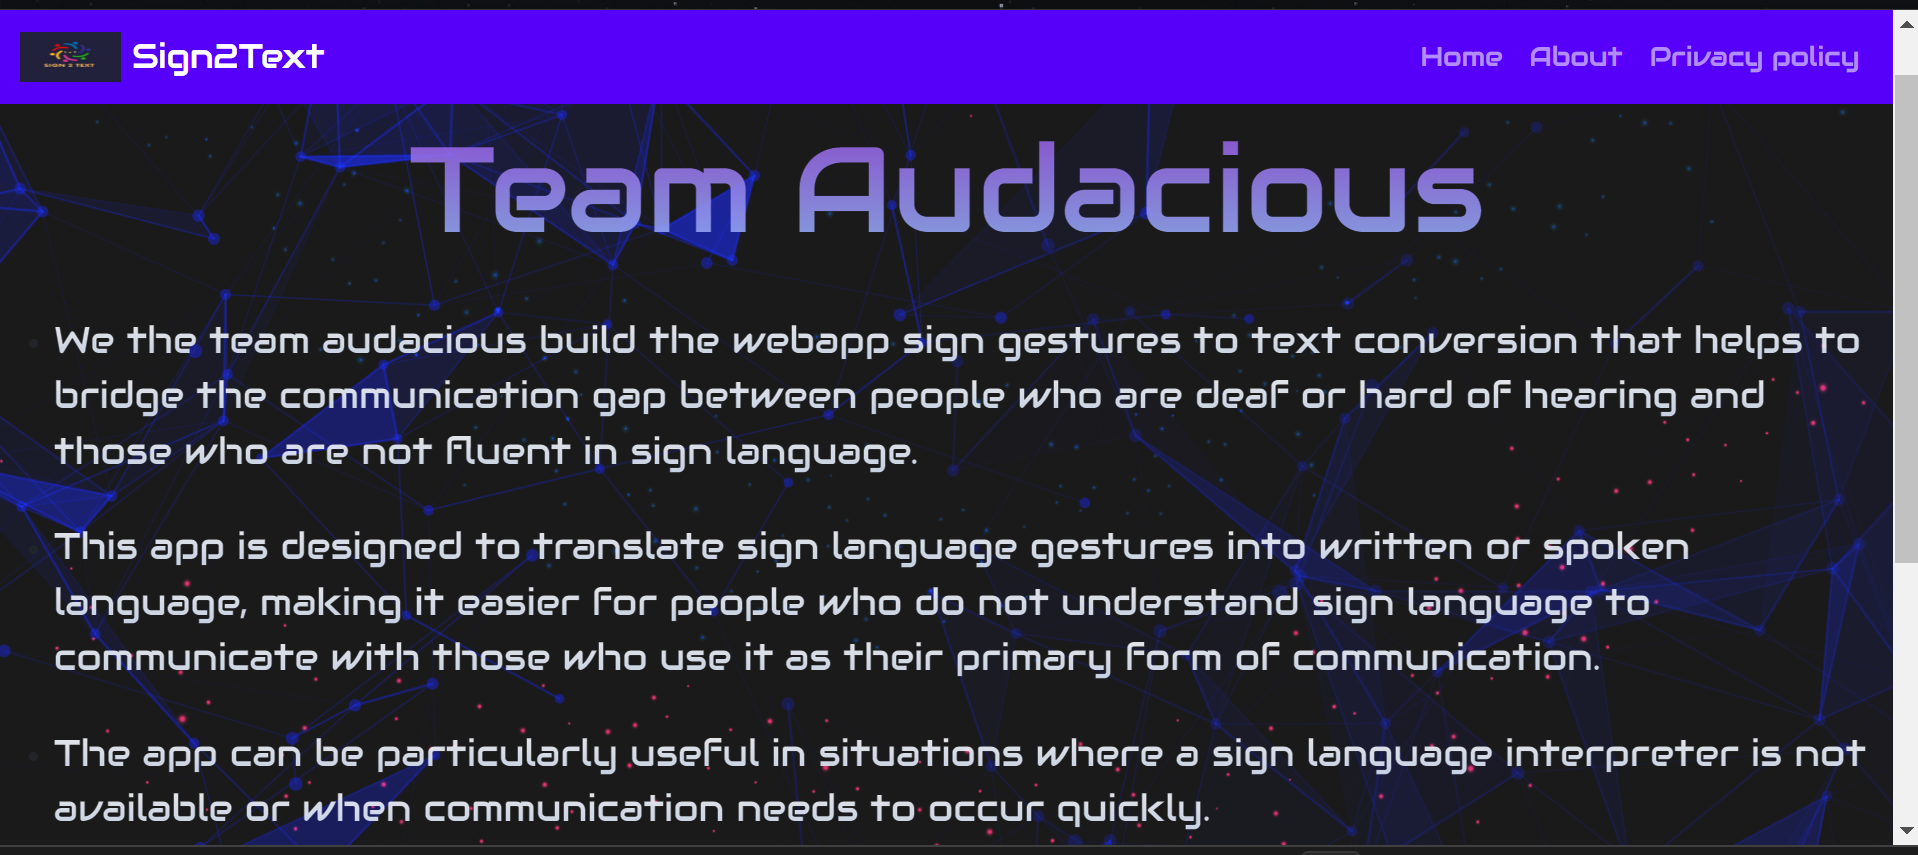 SIGN 2 TEXT
Sign2Text
Home About Privacy policy
Team Audacious
We the team audacious build the webapp sign gestures to text conversion that helps to
bridge the communication gap between people who are deaf or hard of hearing and
those who are not fluent in sign language.
This app is designed to translate sign language gestures into written or spoken
language, making it easier for people who do not understand sign language to
communicate with those who use it as their primary form of communication.
The app can be particularly useful in situations where a sign language interpreter is not
available or when communication needs to occur quickly.